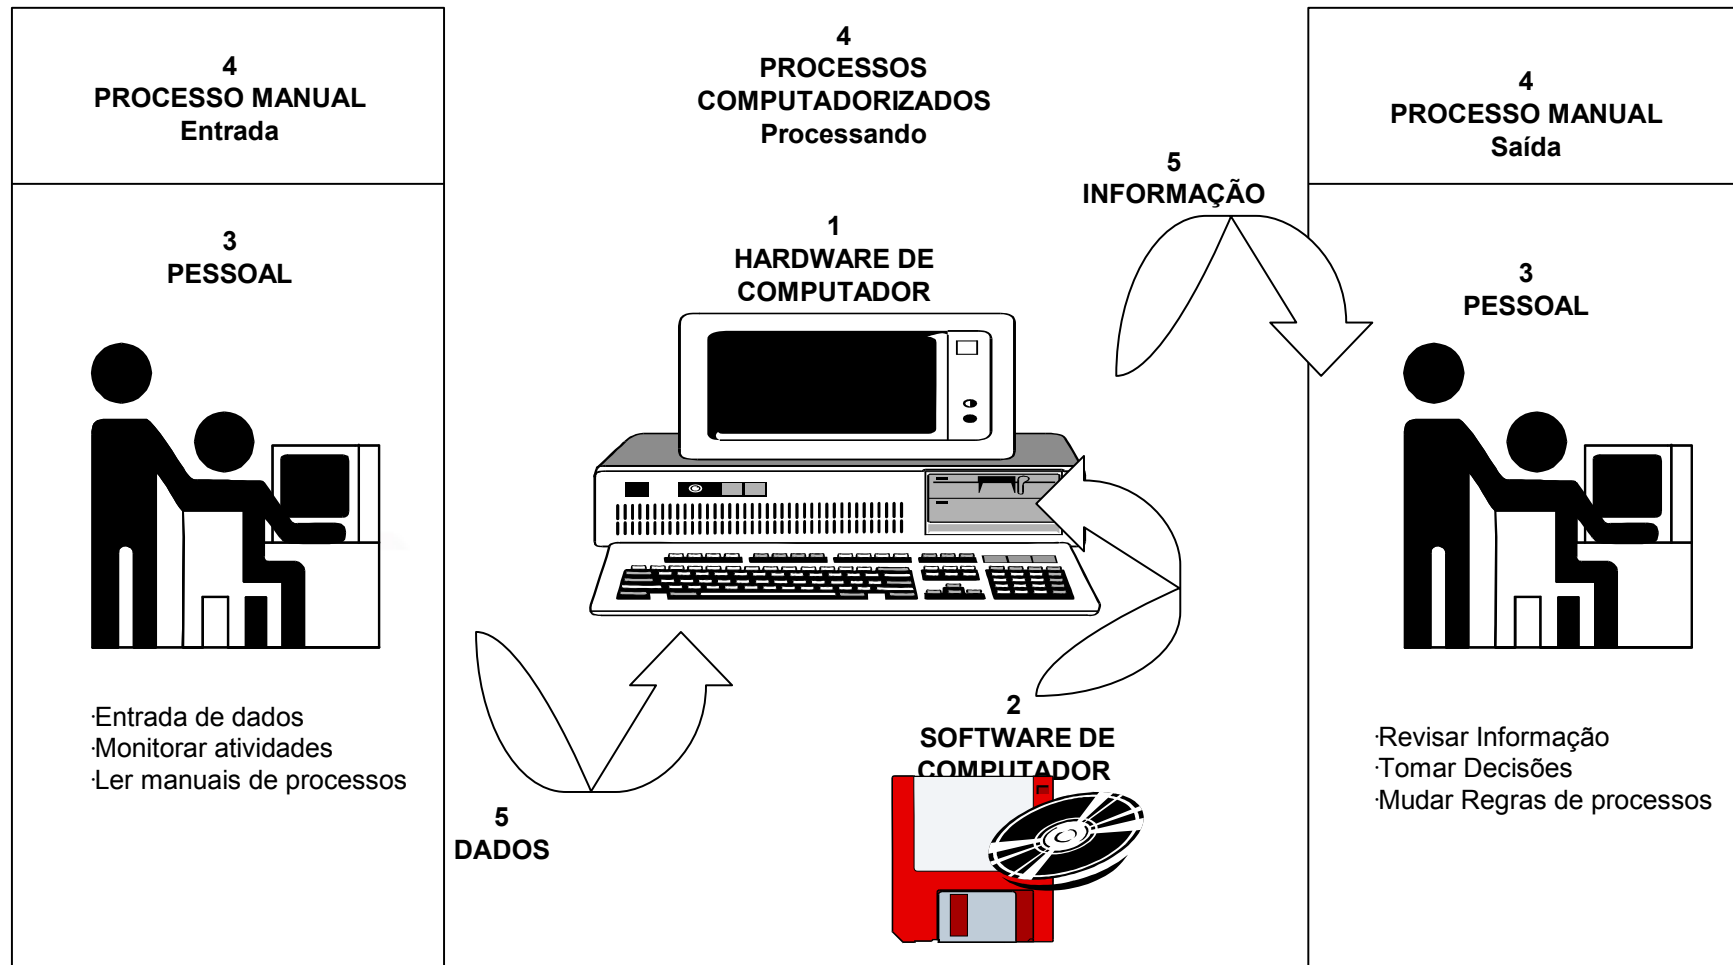 4
PROCESSO MANUAL
Entrada
3
PESSOAL
·Entrada de dados
·Monitorar atividades
·Ler manuais de processos
4
PROCESSOS
COMPUTADORIZADOS
Processando
1
HARDWARE DE
COMPUTADOR
5
INFORMAÇÃO
2
SOFTWARE DE
COMPUTADOR
5
DADOS
4
PROCESSO MANUAL
Saída
3
PESSOAL
·Revisar Informação
·Tomar Decisões
·Mudar Regras de processos